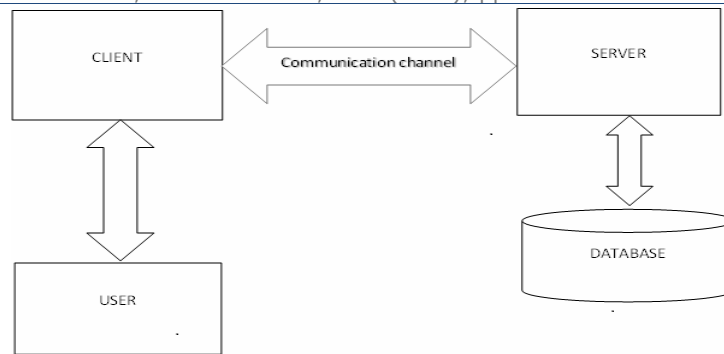 CLIENT
Communication channel
SERVER
DATABASE
USER